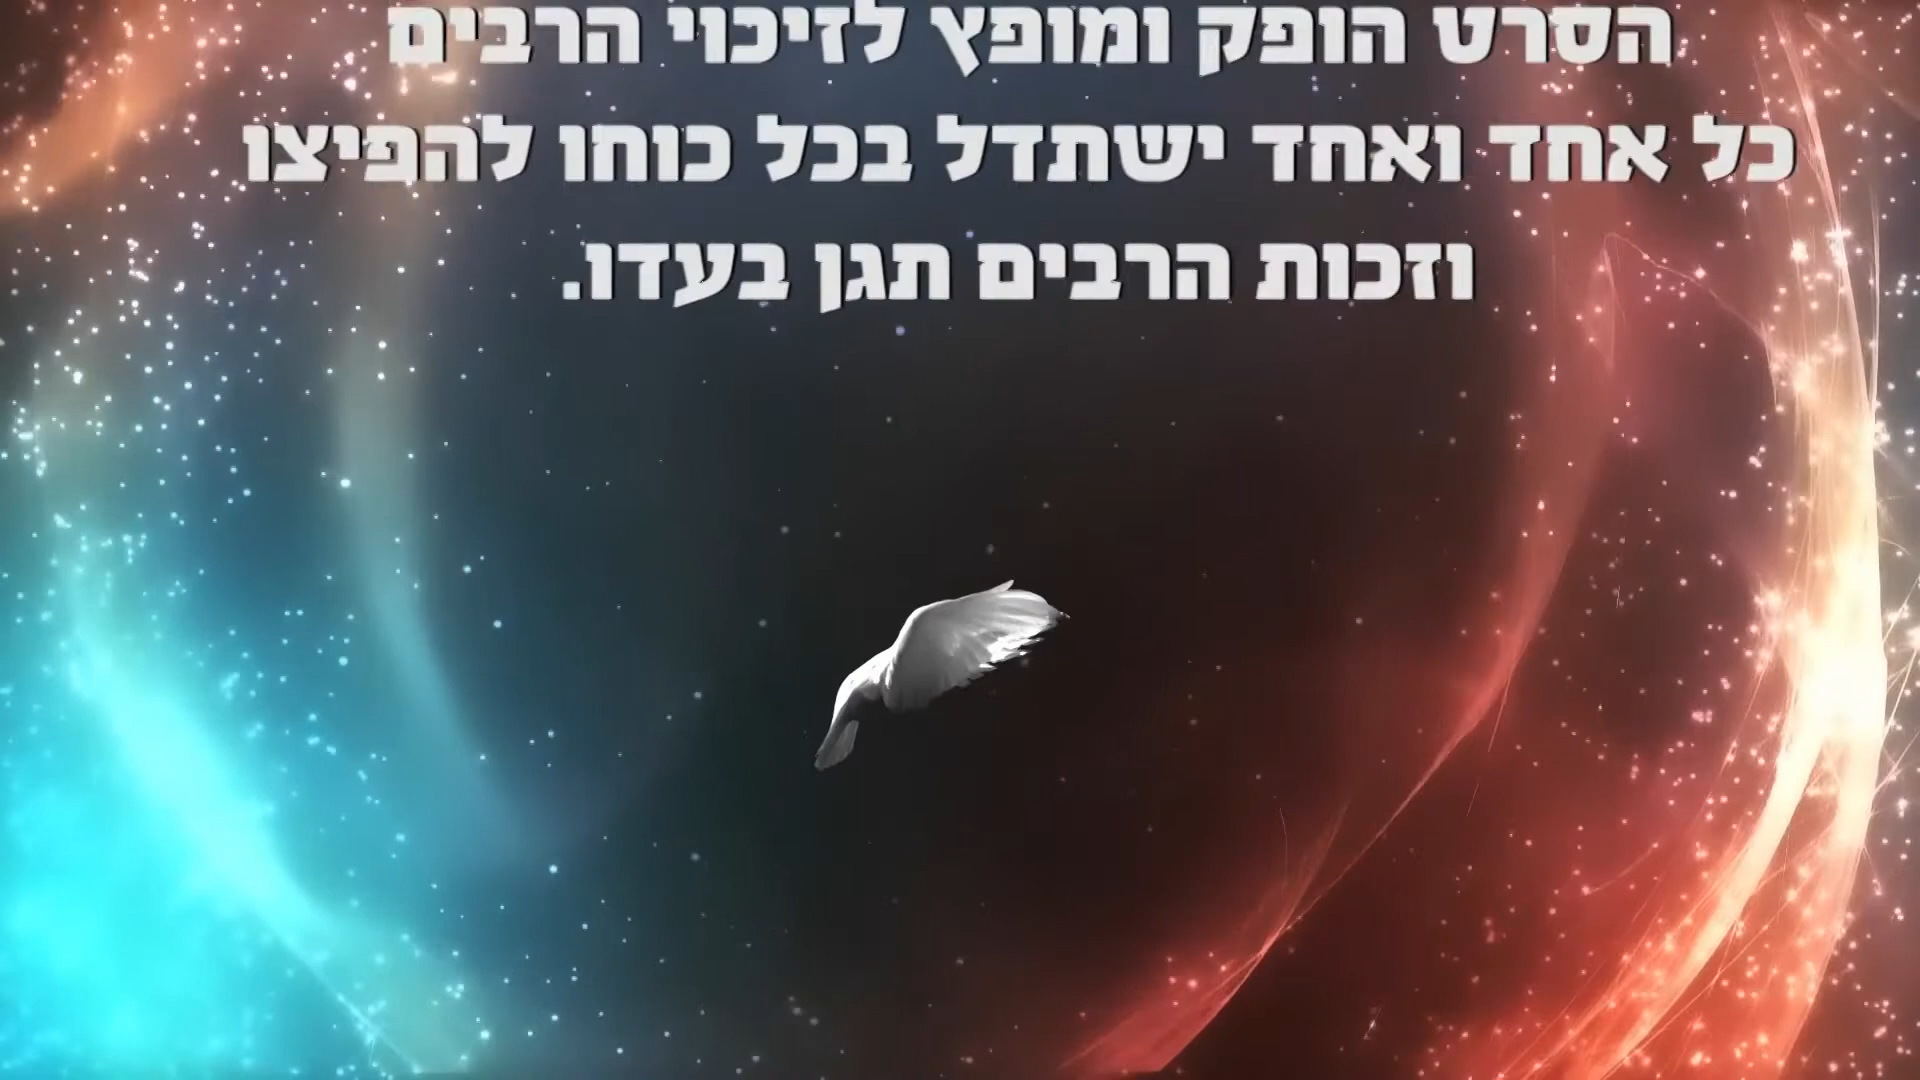 הסרט הופק ומופץ לזיכוי הרבים
כל אחד ואחד ישתדל בכל כוחו להפיצו
וזכות הרבים תגן בעדו.